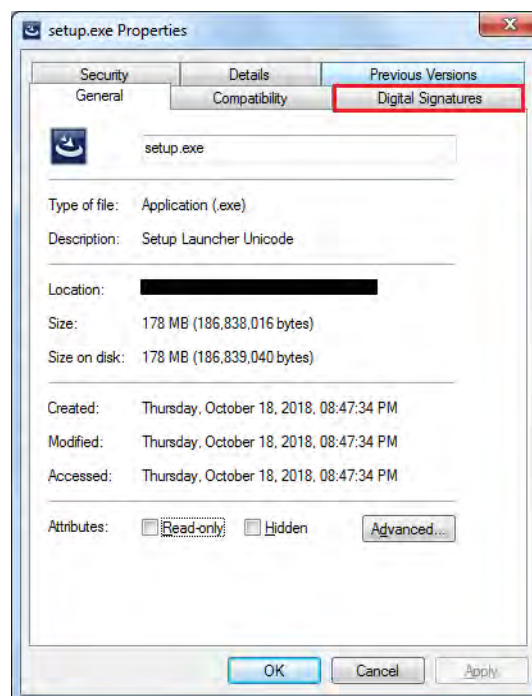 setup.exe Properties
Security Details Previous Versions
General Compatibility Digital Signatures
setup.exe
Type of file: Application (.exe)
Description: Setup Launcher Unicode
Location:
Size: 178 MB (186,838,016 bytes)
Size on disk: 178 MB (186,839,040 bytes)
Created: Thursday, October 18, 2018, 08:47:34 PM
Modified: Thursday, October 18, 2018, 08:47:34 PM
Accessed: Thursday, October 18, 2018, 08:47:34 PM
Attributes: Read-only Hidden Advanced...
OK Cancel Apply